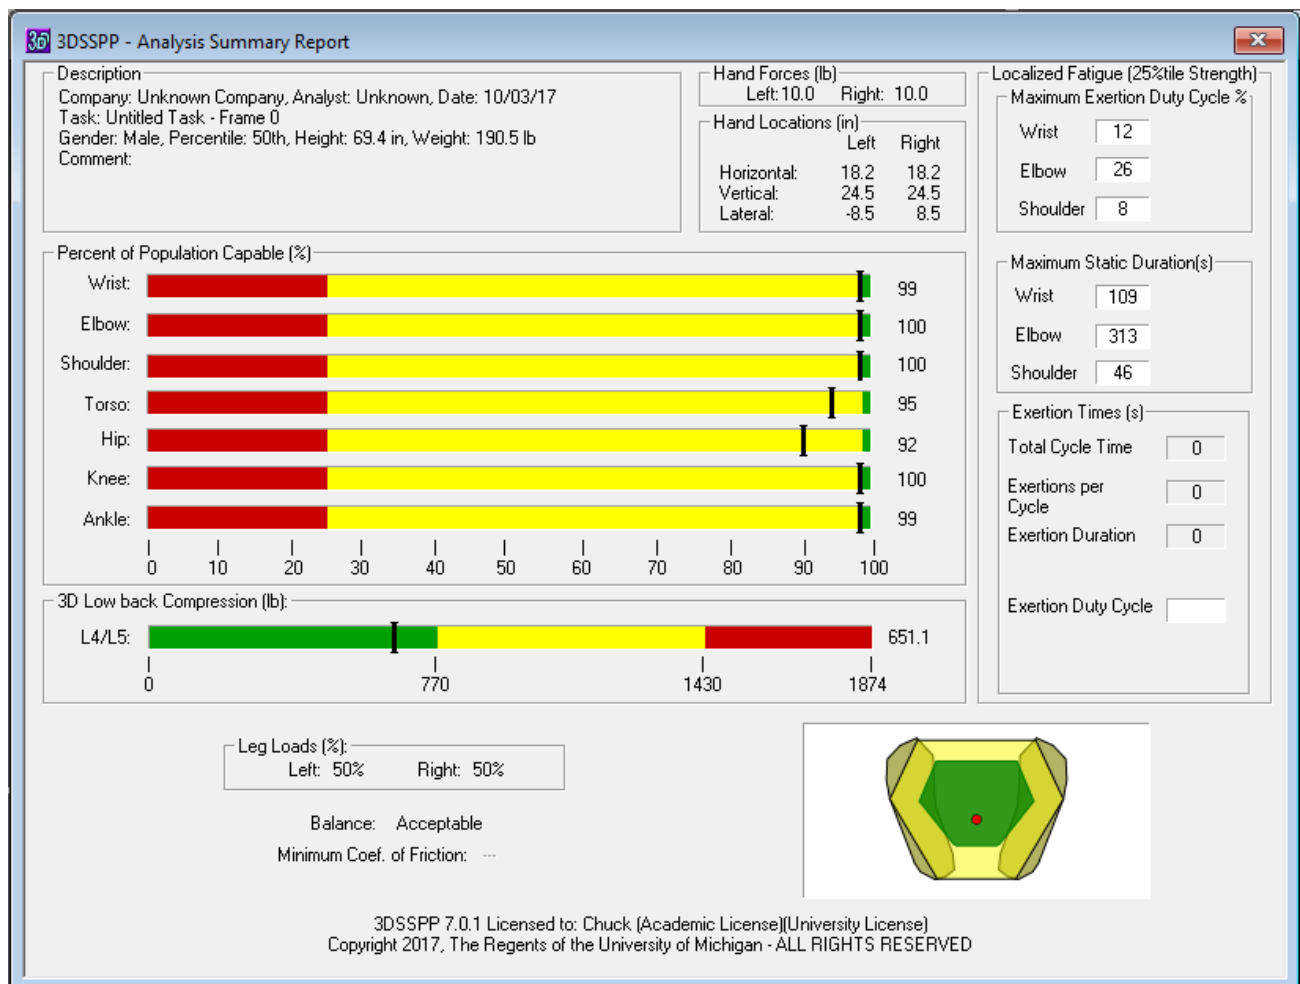 3DSSPP - Analysis Summary Report
Description
Company: Unknown Company, Analyst: Unknown, Date: 10/03/17
Task: Untitled Task - Frame 0
Gender: Male, Percentile: 50th, Height: 69.4 in, Weight: 190.5 lb
Comment:
Hand Forces (lb)
Left: 10.0 Right: 10.0
Hand Locations (in)
Left Right
Horizontal: 18.2 18.2
Vertical: 24.5 24.5
Lateral: -8.5 8.5
Percent of Population Capable (%)
Wrist: 99
Elbow: 100
Shoulder: 100
Torso: 95
Hip: 92
Knee: 100
Ankle: 99
0 10 20 30 40 50 60 70 80 90 100
3D Low back Compression (lb):
L4/L5: 651.1
0 770 1430 1874
Localized Fatigue (25%tile Strength)
Maximum Exertion Duty Cycle %
Wrist 12
Elbow 26
Shoulder 8
Maximum Static Duration(s)
Wrist 109
Elbow 313
Shoulder 46
Exertion Times (s)
Total Cycle Time 0
Exertions per
Cycle 0
Exertion Duration 0
Exertion Duty Cycle
Leg Loads (%):
Left: 50% Right: 50%
Balance: Acceptable
Minimum Coef. of Friction: ---
3DSSPP 7.0.1 Licensed to: Chuck (Academic License)(University License)
Copyright 2017, The Regents of the University of Michigan - ALL RIGHTS RESERVED